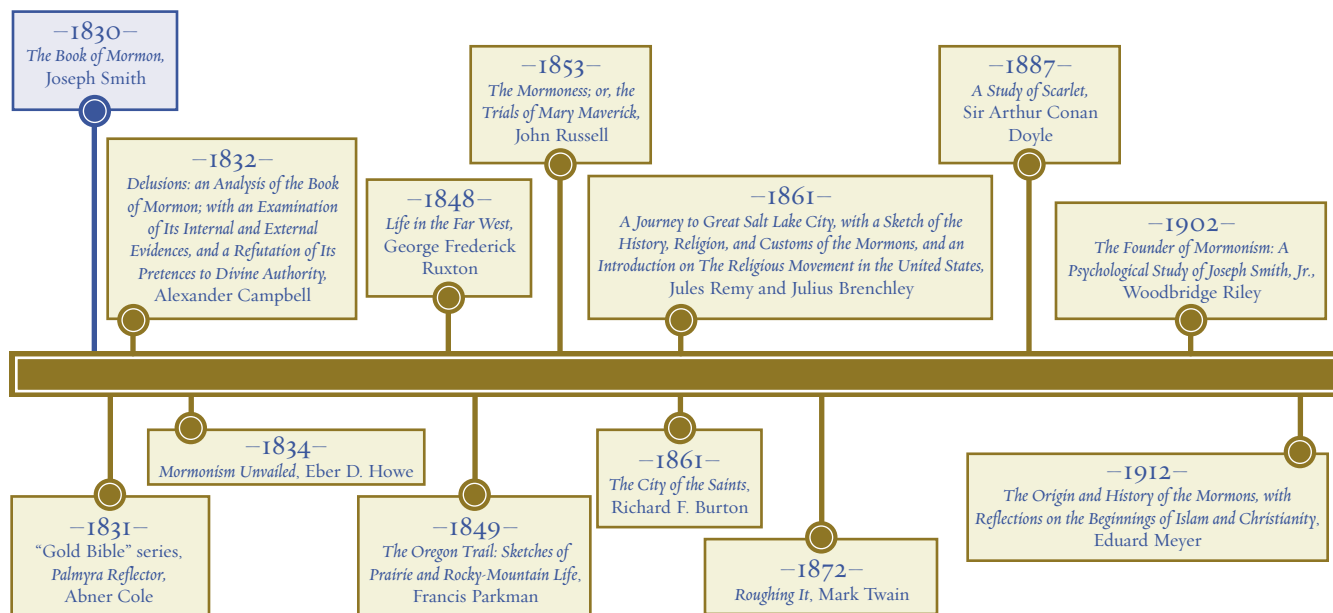 –1830–
The Book of Mormon,
Joseph Smith
–1831–
“Gold Bible” series,
Palmyra Reflector,
Abner Cole
–1832–
Delusions: an Analysis of the Book
of Mormon; with an Examination
of Its Internal and External
Evidences, and a Refutation of Its
Pretences to Divine Authority,
Alexander Campbell
–1834–
Mormonism Unvailed, Eber D. Howe
–1848–
Life in the Far West,
George Frederick
Ruxton
–1849–
The Oregon Trail: Sketches of
Prairie and Rocky-Mountain Life,
Francis Parkman
–1853–
The Mormoness; or, the
Trials of Mary Maverick,
John Russell
–1861–
A Journey to Great Salt Lake City, with a Sketch of the
History, Religion, and Customs of the Mormons, and an
Introduction on The Religious Movement in the United States,
Jules Remy and Julius Brenchley
–1861–
The City of the Saints,
Richard F. Burton
–1872–
Roughing It, Mark Twain
–1887–
A Study of Scarlet,
Sir Arthur Conan
Doyle
–1902–
The Founder of Mormonism: A
Psychological Study of Joseph Smith, Jr.,
Woodbridge Riley
–1912–
The Origin and History of the Mormons, with
Reflections on the Beginnings of Islam and Christianity,
Eduard Meyer